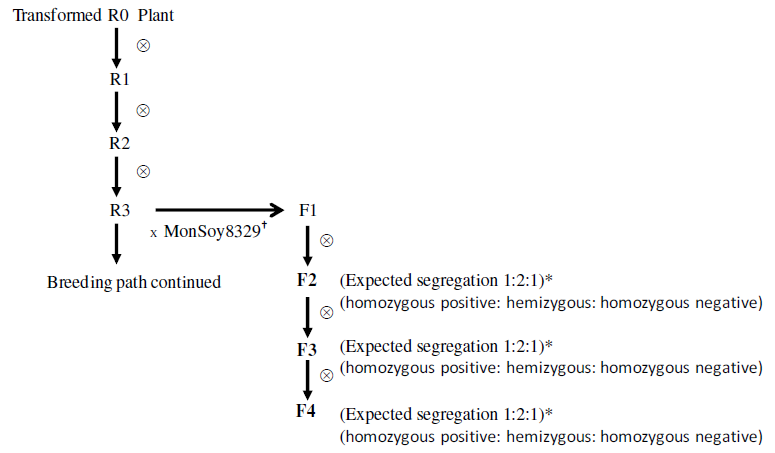 Transformed R0 Plant
⊗
R1
⊗
R2
⊗
R3
x MonSoy8329†
F1
Breeding path continued
⊗
F2 (Expected segregation 1:2:1)*
(homozygous positive: hemizygous: homozygous negative)
⊗
F3 (Expected segregation 1:2:1)*
(homozygous positive: hemizygous: homozygous negative)
⊗
F4 (Expected segregation 1:2:1)*
(homozygous positive: hemizygous: homozygous negative)